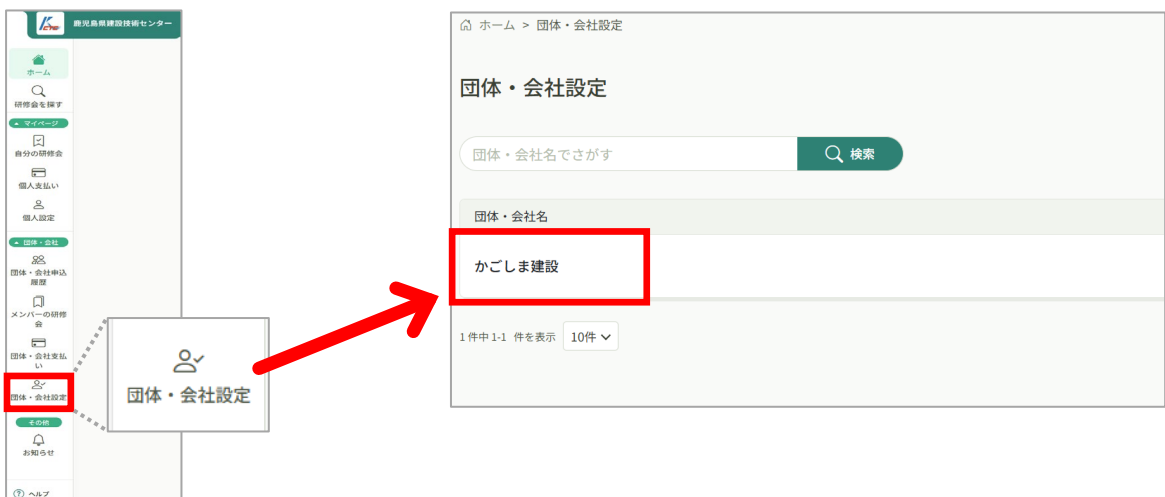 鹿児島県建設技術センター
ホーム
研修会を探す
マイページ
自分の研修会
個人支払い
個人設定
団体・会社
団体・会社申込
履歴
メンバーの研修
会
団体・会社支払
い
団体・会社設定
その他
お知らせ
ヘルプ
団体・会社設定
ホーム > 団体・会社設定
団体・会社設定
団体・会社名でさがす
検索
団体・会社名
かごしま建設
1 件中 1-1 件を表示 10件